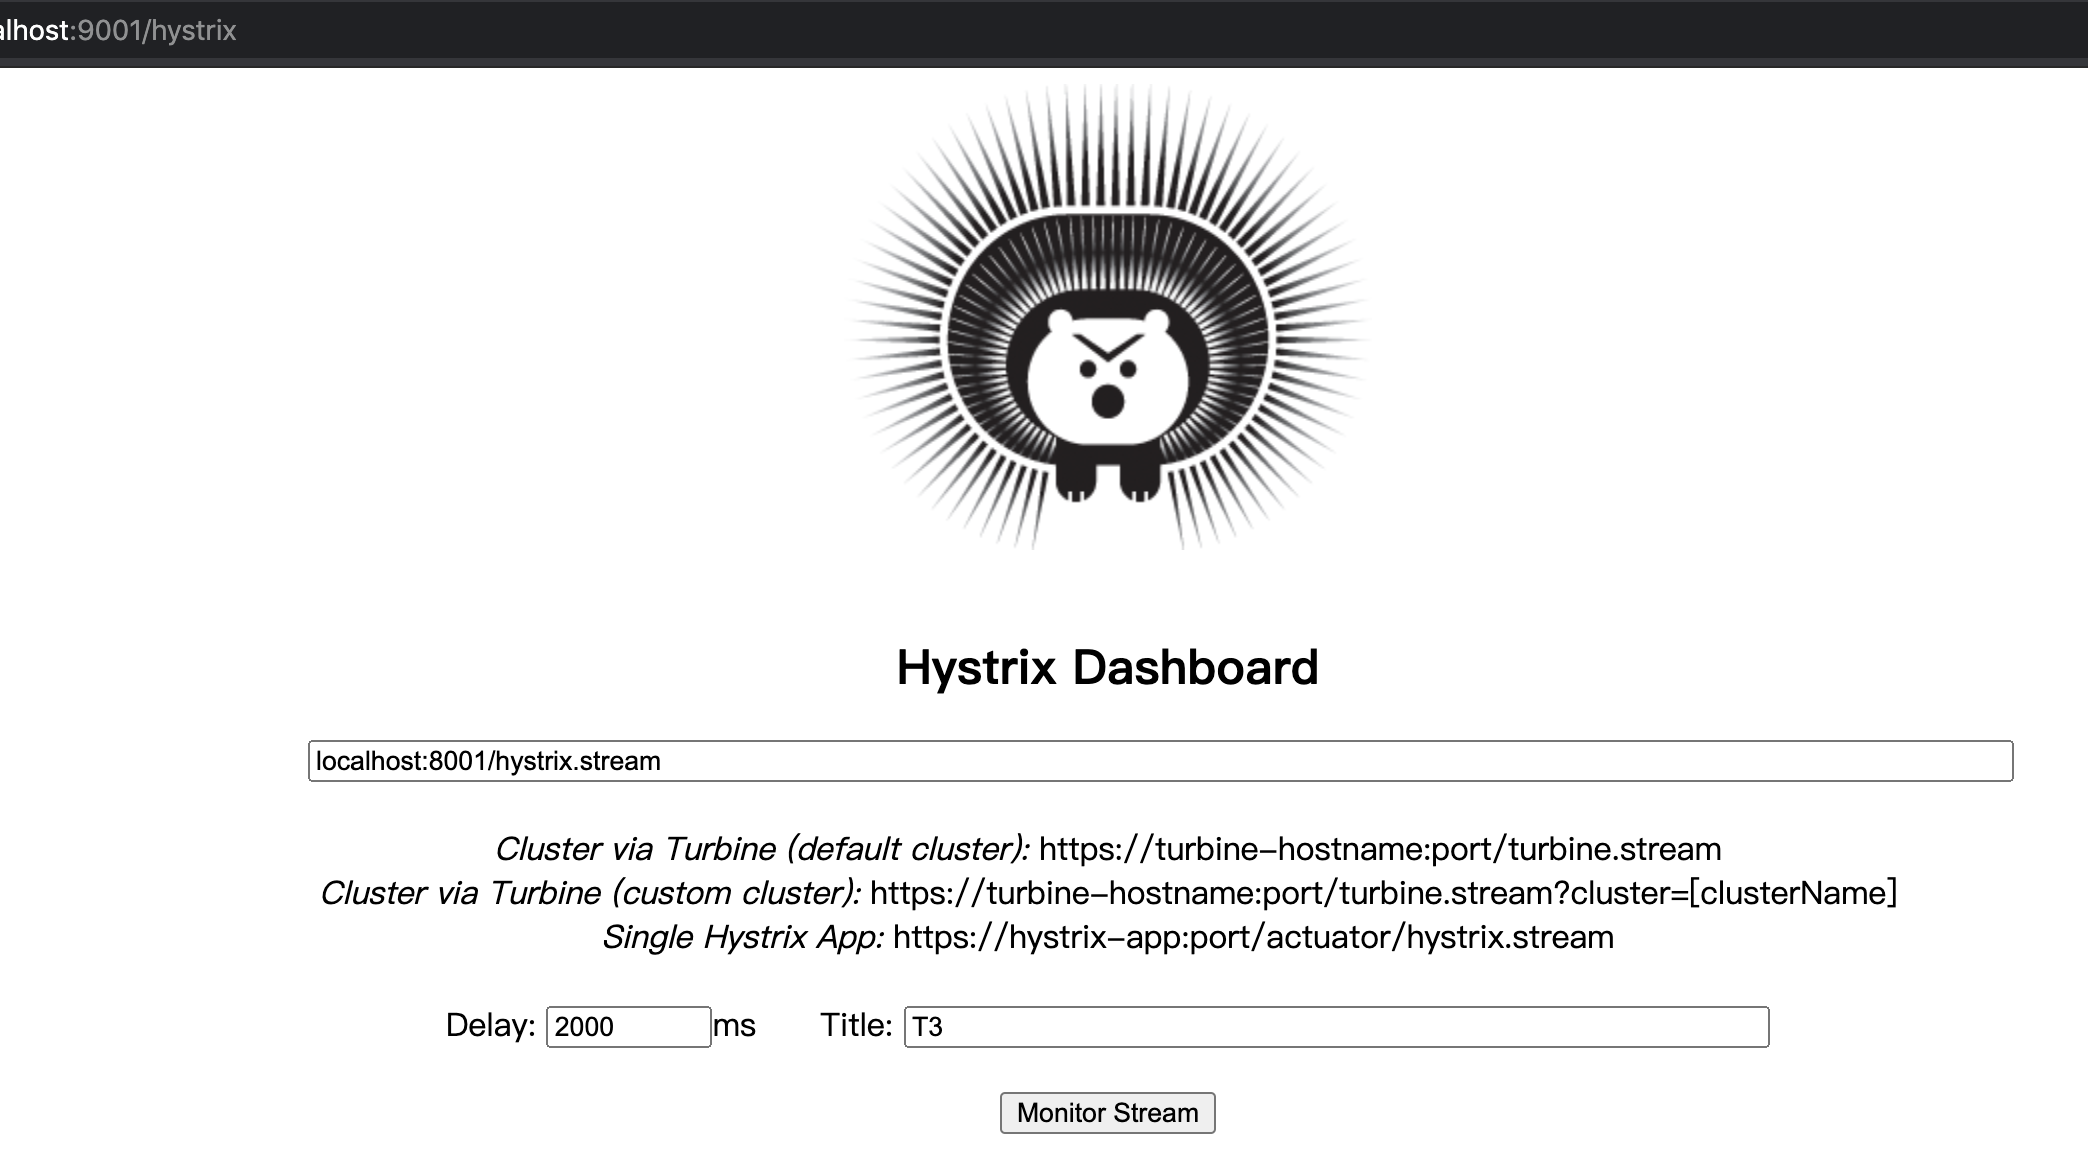 alhost:9001/hystrix
Hystrix Dashboard
localhost:8001/hystrix.stream
Cluster via Turbine (default cluster): https://turbine-hostname:port/turbine.stream
Cluster via Turbine (custom cluster): https://turbine-hostname:port/turbine.stream?cluster=[clusterName]
Single Hystrix App: https://hystrix-app:port/actuator/hystrix.stream
Delay: 2000 ms Title: T3
Monitor Stream